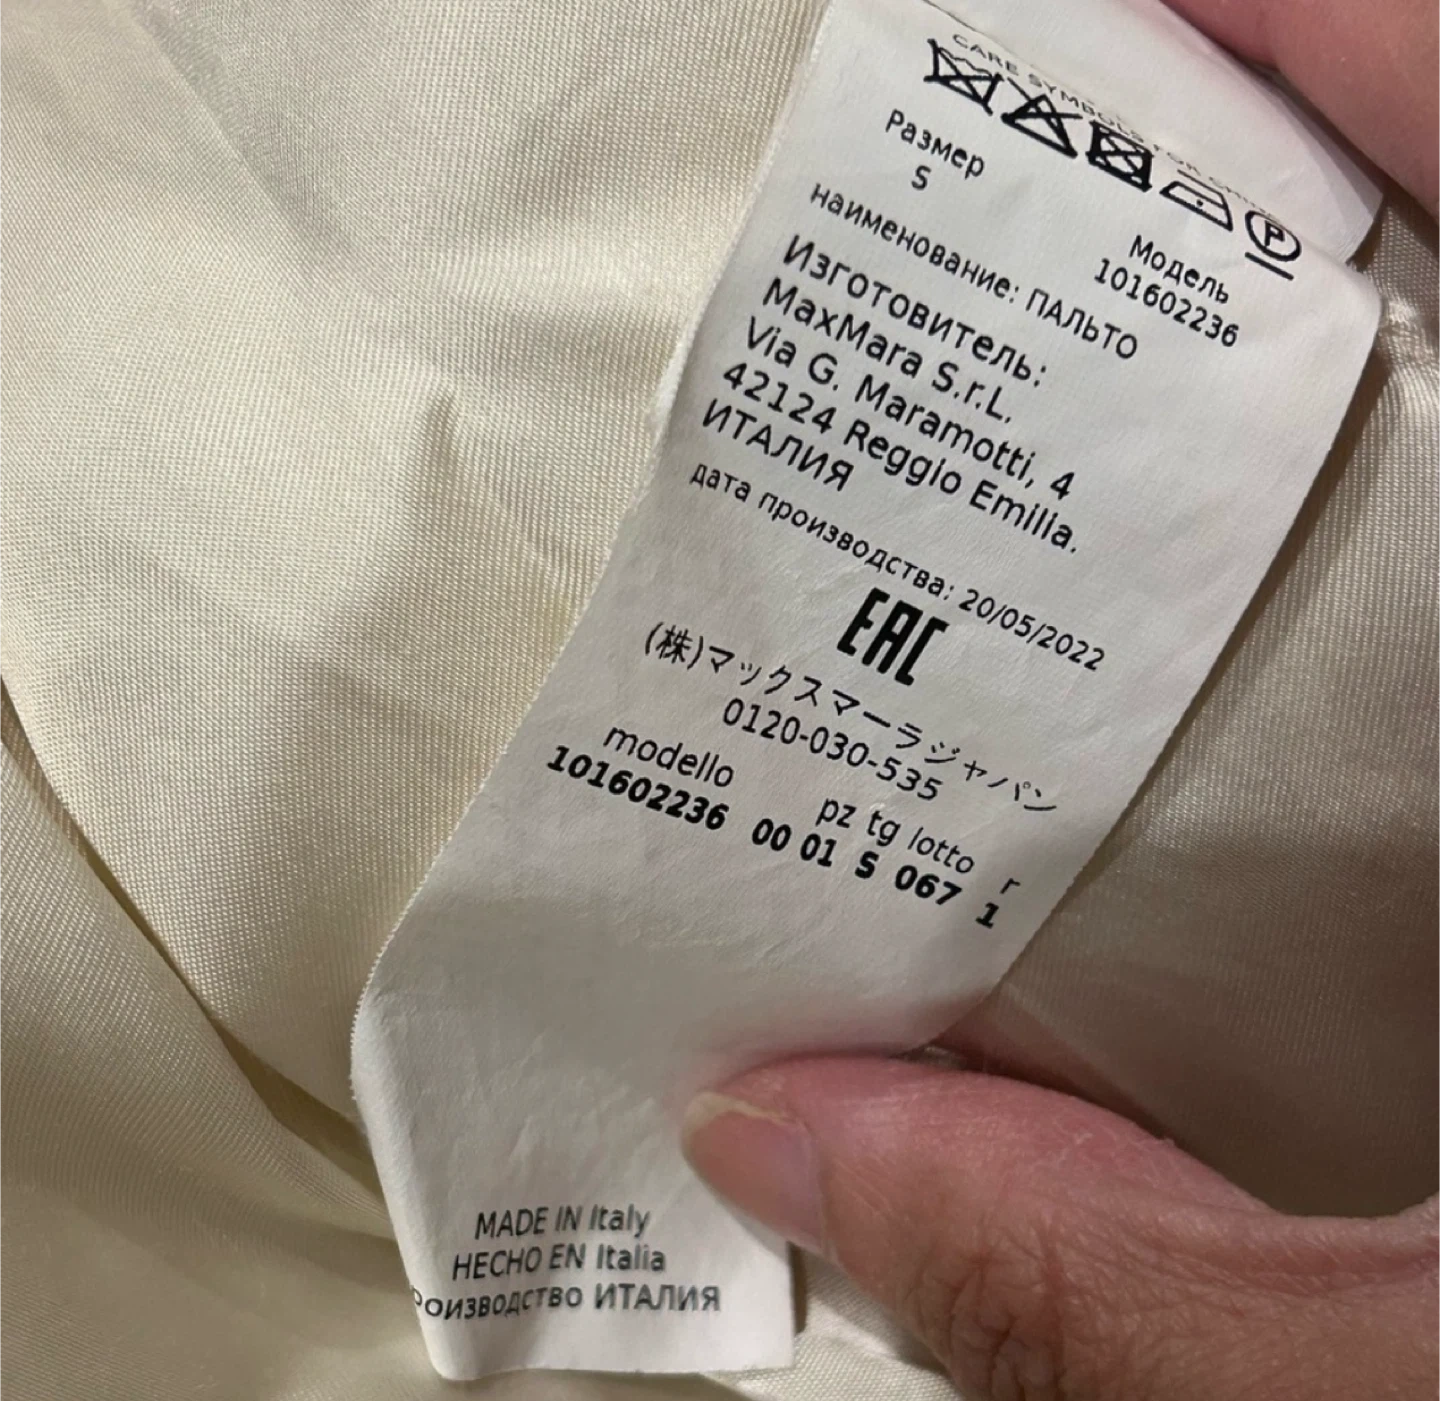 CARE SYMBOLS FOR
Размер
S
Модель
101602236
наименование: ПАЛЬТО
Изготовитель:
MaxMara S.r.L.
Via G. Maramotti, 4
42124 Reggio Emilia.
ИТАЛИЯ
дата производства: 20/05/2022
EAC
(株)マックスマーラジャパン
0120-030-535
modello pz tg lotto r
101602236 00 01 S 067 1
MADE IN Italy
HECHO EN Italia
РОИЗВОДСТВО ИТАЛИЯ